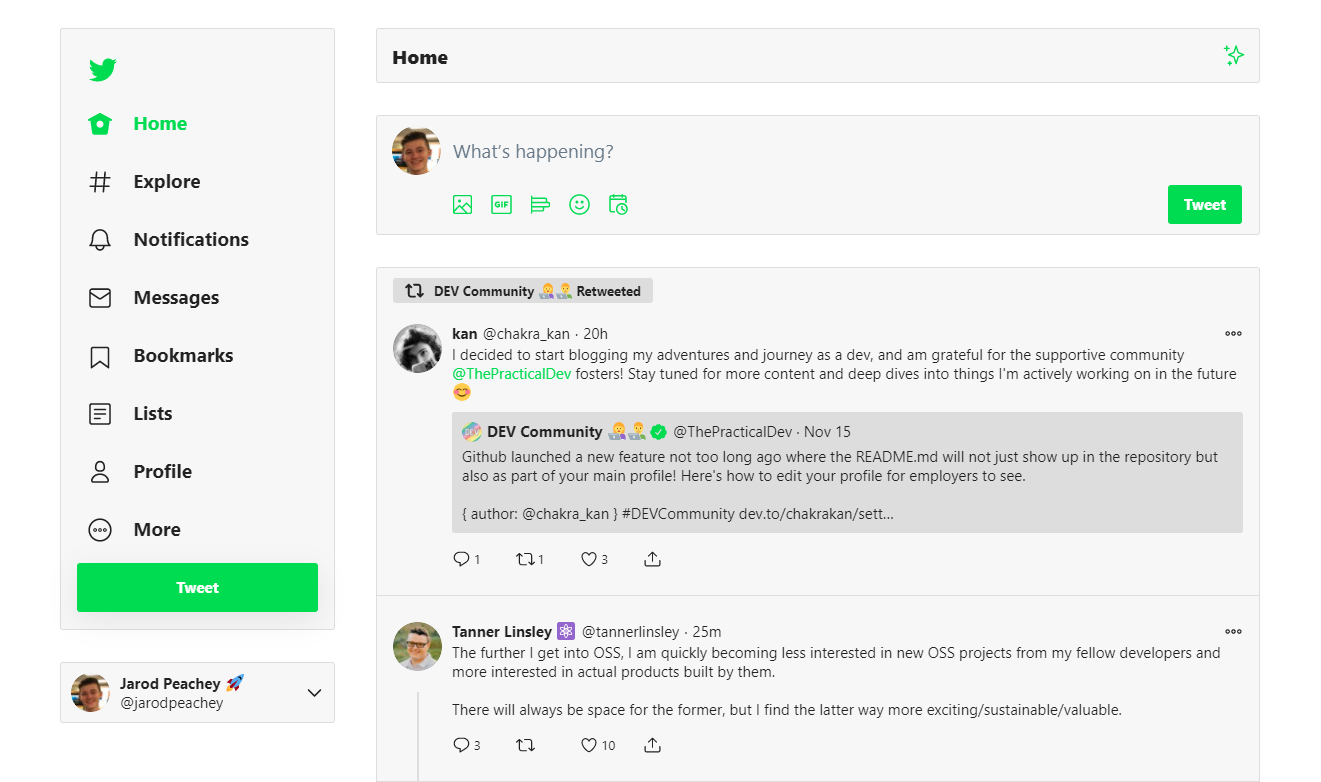 Home
Home
Explore
Notifications
Messages
Bookmarks
Lists
Profile
More
Tweet
Jarod Peachey 🚀
@jarodpeachey
What's happening?
GIF
Tweet
DEV Community 👩‍💻👨‍💻 Retweeted
kan @chakra_kan · 20h
I decided to start blogging my adventures and journey as a dev, and am grateful for the supportive community
@ThePracticalDev fosters! Stay tuned for more content and deep dives into things I'm actively working on in the future
😊
DEV Community 👩‍💻👨‍💻 @ThePracticalDev · Nov 15
Github launched a new feature not too long ago where the README.md will not just show up in the repository but
also as part of your main profile! Here's how to edit your profile for employers to see.
{ author: @chakra_kan } #DEVCommunity dev.to/chakrakan/sett…
1 1 3
Tanner Linsley ⚛ @tannerlinsley · 25m
The further I get into OSS, I am quickly becoming less interested in new OSS projects from my fellow developers and
more interested in actual products built by them.
There will always be space for the former, but I find the latter way more exciting/sustainable/valuable.
3 10